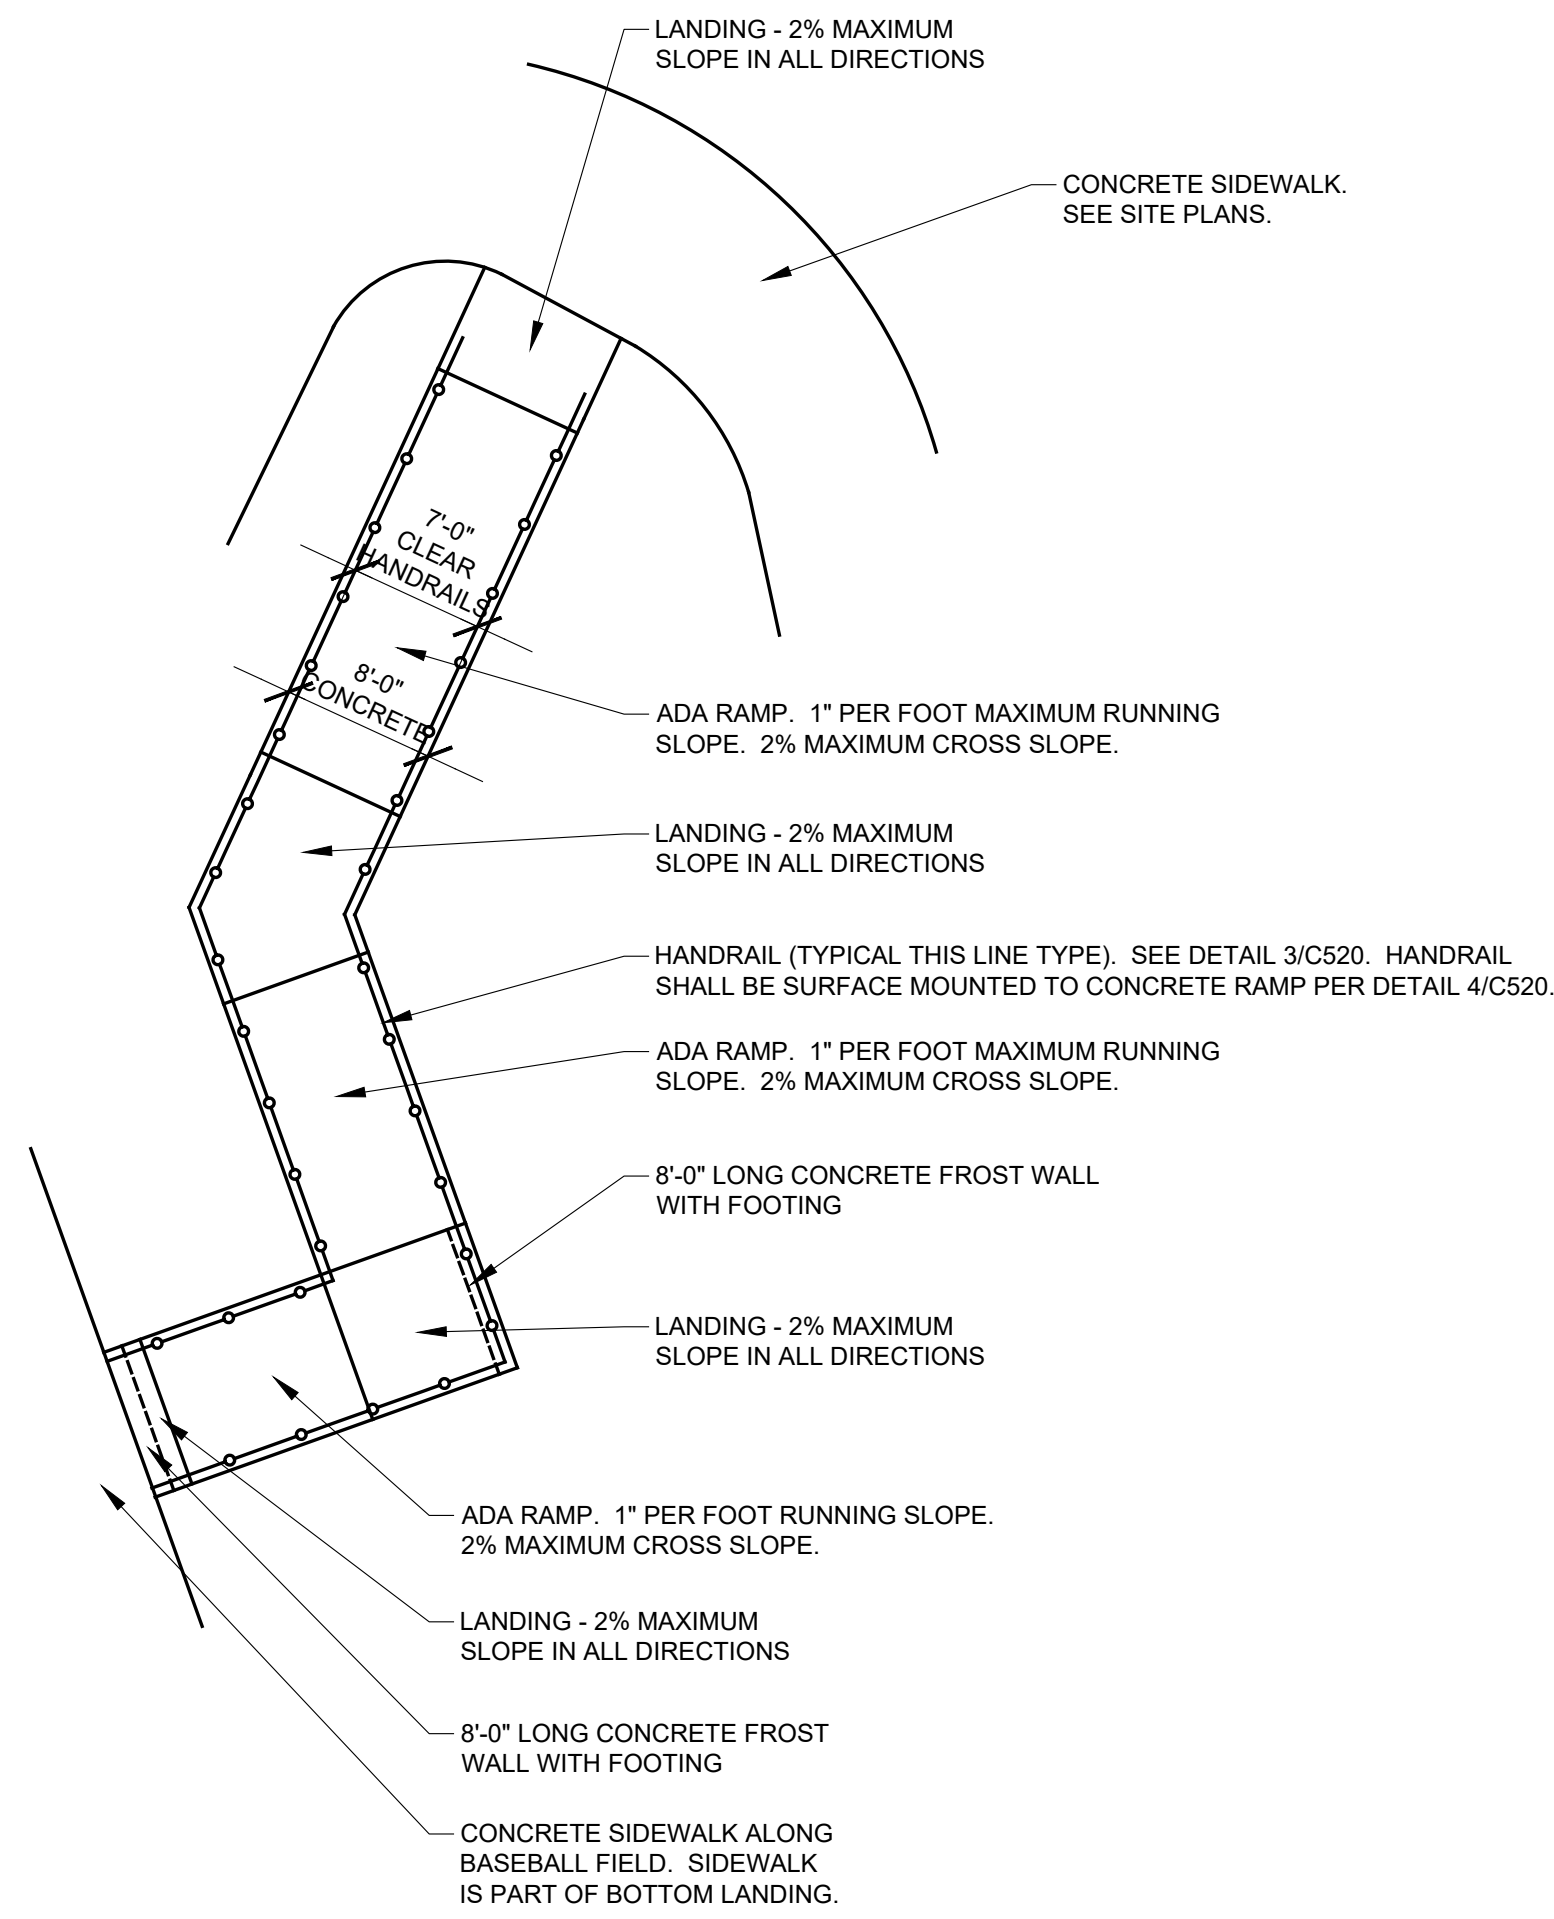 LANDING - 2% MAXIMUM
SLOPE IN ALL DIRECTIONS
CONCRETE SIDEWALK.
SEE SITE PLANS.
7'-0"
CLEAR
HANDRAILS
8'-0"
CONCRETE
ADA RAMP.  1" PER FOOT MAXIMUM RUNNING
SLOPE.  2% MAXIMUM CROSS SLOPE.
LANDING - 2% MAXIMUM
SLOPE IN ALL DIRECTIONS
HANDRAIL (TYPICAL THIS LINE TYPE).  SEE DETAIL 3/C520.  HANDRAIL
SHALL BE SURFACE MOUNTED TO CONCRETE RAMP PER DETAIL 4/C520.
ADA RAMP.  1" PER FOOT MAXIMUM RUNNING
SLOPE.  2% MAXIMUM CROSS SLOPE.
8'-0" LONG CONCRETE FROST WALL
WITH FOOTING
LANDING - 2% MAXIMUM
SLOPE IN ALL DIRECTIONS
ADA RAMP.  1" PER FOOT RUNNING SLOPE.
2% MAXIMUM CROSS SLOPE.
LANDING - 2% MAXIMUM
SLOPE IN ALL DIRECTIONS
8'-0" LONG CONCRETE FROST
WALL WITH FOOTING
CONCRETE SIDEWALK ALONG
BASEBALL FIELD.  SIDEWALK
IS PART OF BOTTOM LANDING.